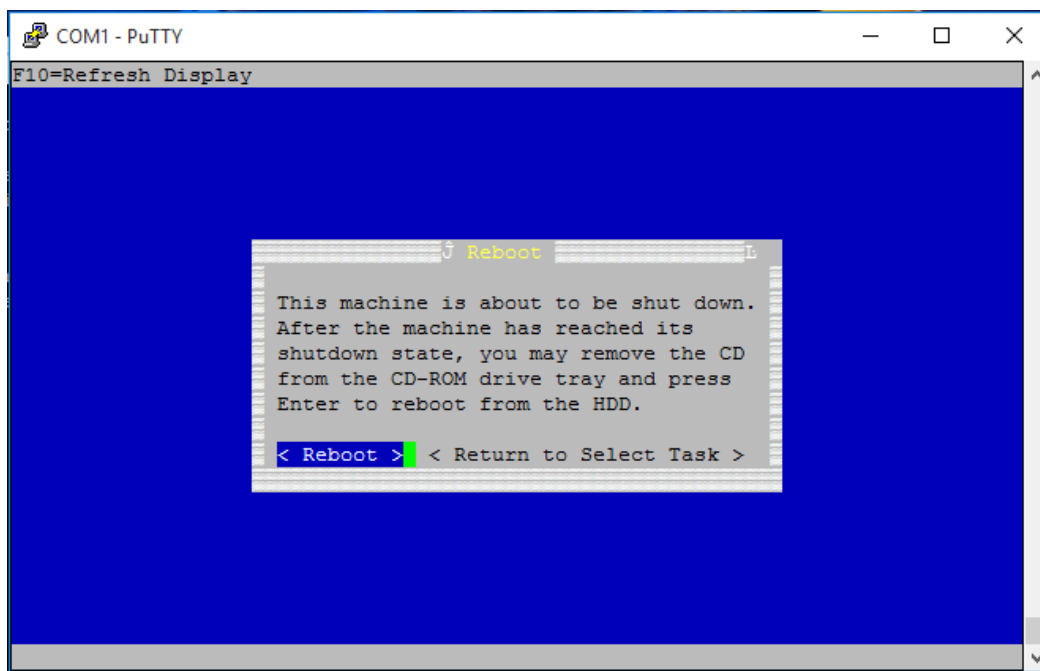 COM1 - PuTTY
F10=Refresh Display
Ĵ Reboot Ŀ
This machine is about to be shut down.
After the machine has reached its
shutdown state, you may remove the CD
from the CD-ROM drive tray and press
Enter to reboot from the HDD.
< Reboot > < Return to Select Task >